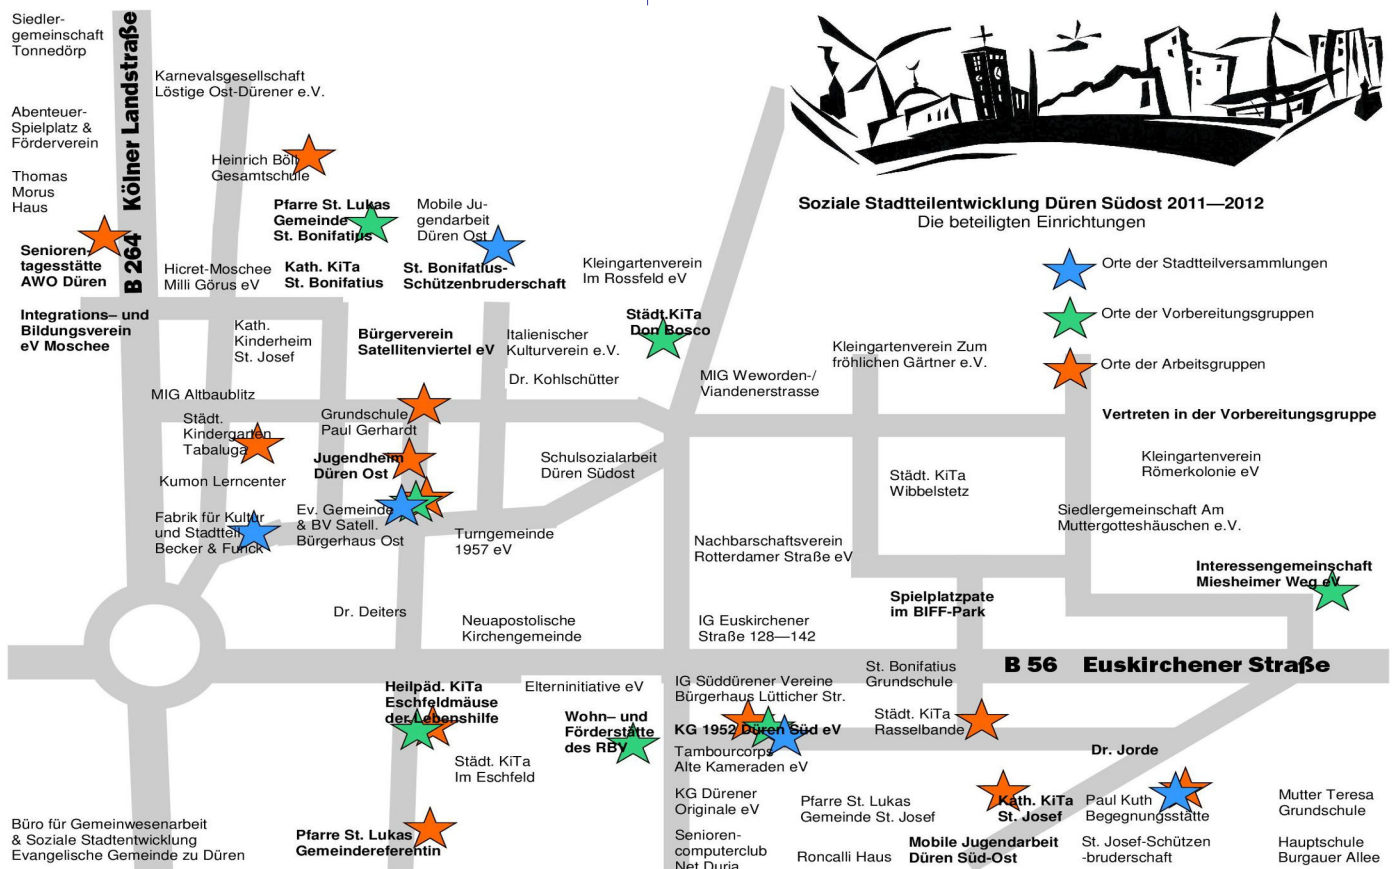 Siedler-
gemeinschaft
Tonnedörp
B 264 Kölner Landstraße
Karnevalsgesellschaft
Löstige Ost-Dürener e.V.
Abenteuer-
Spielplatz &
Förderverein
Thomas
Morus
Haus
Heinrich Böll
Gesamtschule
Pfarre St. Lukas
Gemeinde
St. Bonifatius
Mobile Ju-
gendarbeit
Düren Ost
Soziale Stadtteilentwicklung Düren Südost 2011—2012
Die beteiligten Einrichtungen
Orte der Stadtteilversammlungen
Orte der Vorbereitungsgruppen
Orte der Arbeitsgruppen
Vertreten in der Vorbereitungsgruppe
Senioren-
tagesstätte
AWO Düren
Hicret-Moschee
Milli Görus eV
Kath. KiTa
St. Bonifatius
St. Bonifatius-
Schützenbruderschaft
Kleingartenverein
Im Rossfeld eV
Integrations– und
Bildungsverein
eV Moschee
Kath.
Kinderheim
St. Josef
Bürgerverein
Satellitenviertel eV
Italienischer
Kulturverein e.V.
Städt.KiTa
Don Bosco
Kleingartenverein Zum
fröhlichen Gärtner e.V.
Dr. Kohlschütter
MIG Weworden-/
Viandenerstrasse
MIG Altbaublitz
Städt.
Kindergarten
Tabaluga
Grundschule
Paul Gerhardt
Jugendheim
Düren Ost
Schulsozialarbeit
Düren Südost
Kleingartenverein
Römerkolonie eV
Städt. KiTa
Wibbelstetz
Kumon Lerncenter
Fabrik für Kultur
und Stadtteil
Becker & Funck
Ev. Gemeinde
& BV Satell.
Bürgerhaus Ost
Turngemeinde
1957 eV
Siedlergemeinschaft Am
Muttergotteshäuschen e.V.
Nachbarschaftsverein
Rotterdamer Straße eV
Interessengemeinschaft
Miesheimer Weg eV
Spielplatzpate
im BIFF-Park
Dr. Deiters
Neuapostolische
Kirchengemeinde
IG Euskirchener
Straße 128—142
B 56 Euskirchener Straße
St. Bonifatius
Grundschule
Heilpäd. KiTa
Eschfeldmäuse
der Lebenshilfe
Elterninitiative eV
IG Süddürener Vereine
Bürgerhaus Lütticher Str.
Wohn– und
Förderstätte
des RBV
KG 1952 Düren Süd eV
Städt. KiTa
Rasselbande
Tambourcorps
Alte Kameraden eV
Dr. Jorde
Städt. KiTa
Im Eschfeld
KG Dürener
Originale eV
Pfarre St. Lukas
Gemeinde St. Josef
Kath. KiTa
St. Josef
Paul Kuth
Begegnungsstätte
Mutter Teresa
Grundschule
Büro für Gemeinwesenarbeit
& Soziale Stadtentwicklung
Evangelische Gemeinde zu Düren
Pfarre St. Lukas
Gemeindereferentin
Senioren-
computerclub
Net Duria
Roncalli Haus
Mobile Jugendarbeit
Düren Süd-Ost
St. Josef-Schützen
-bruderschaft
Hauptschule
Burgauer Allee